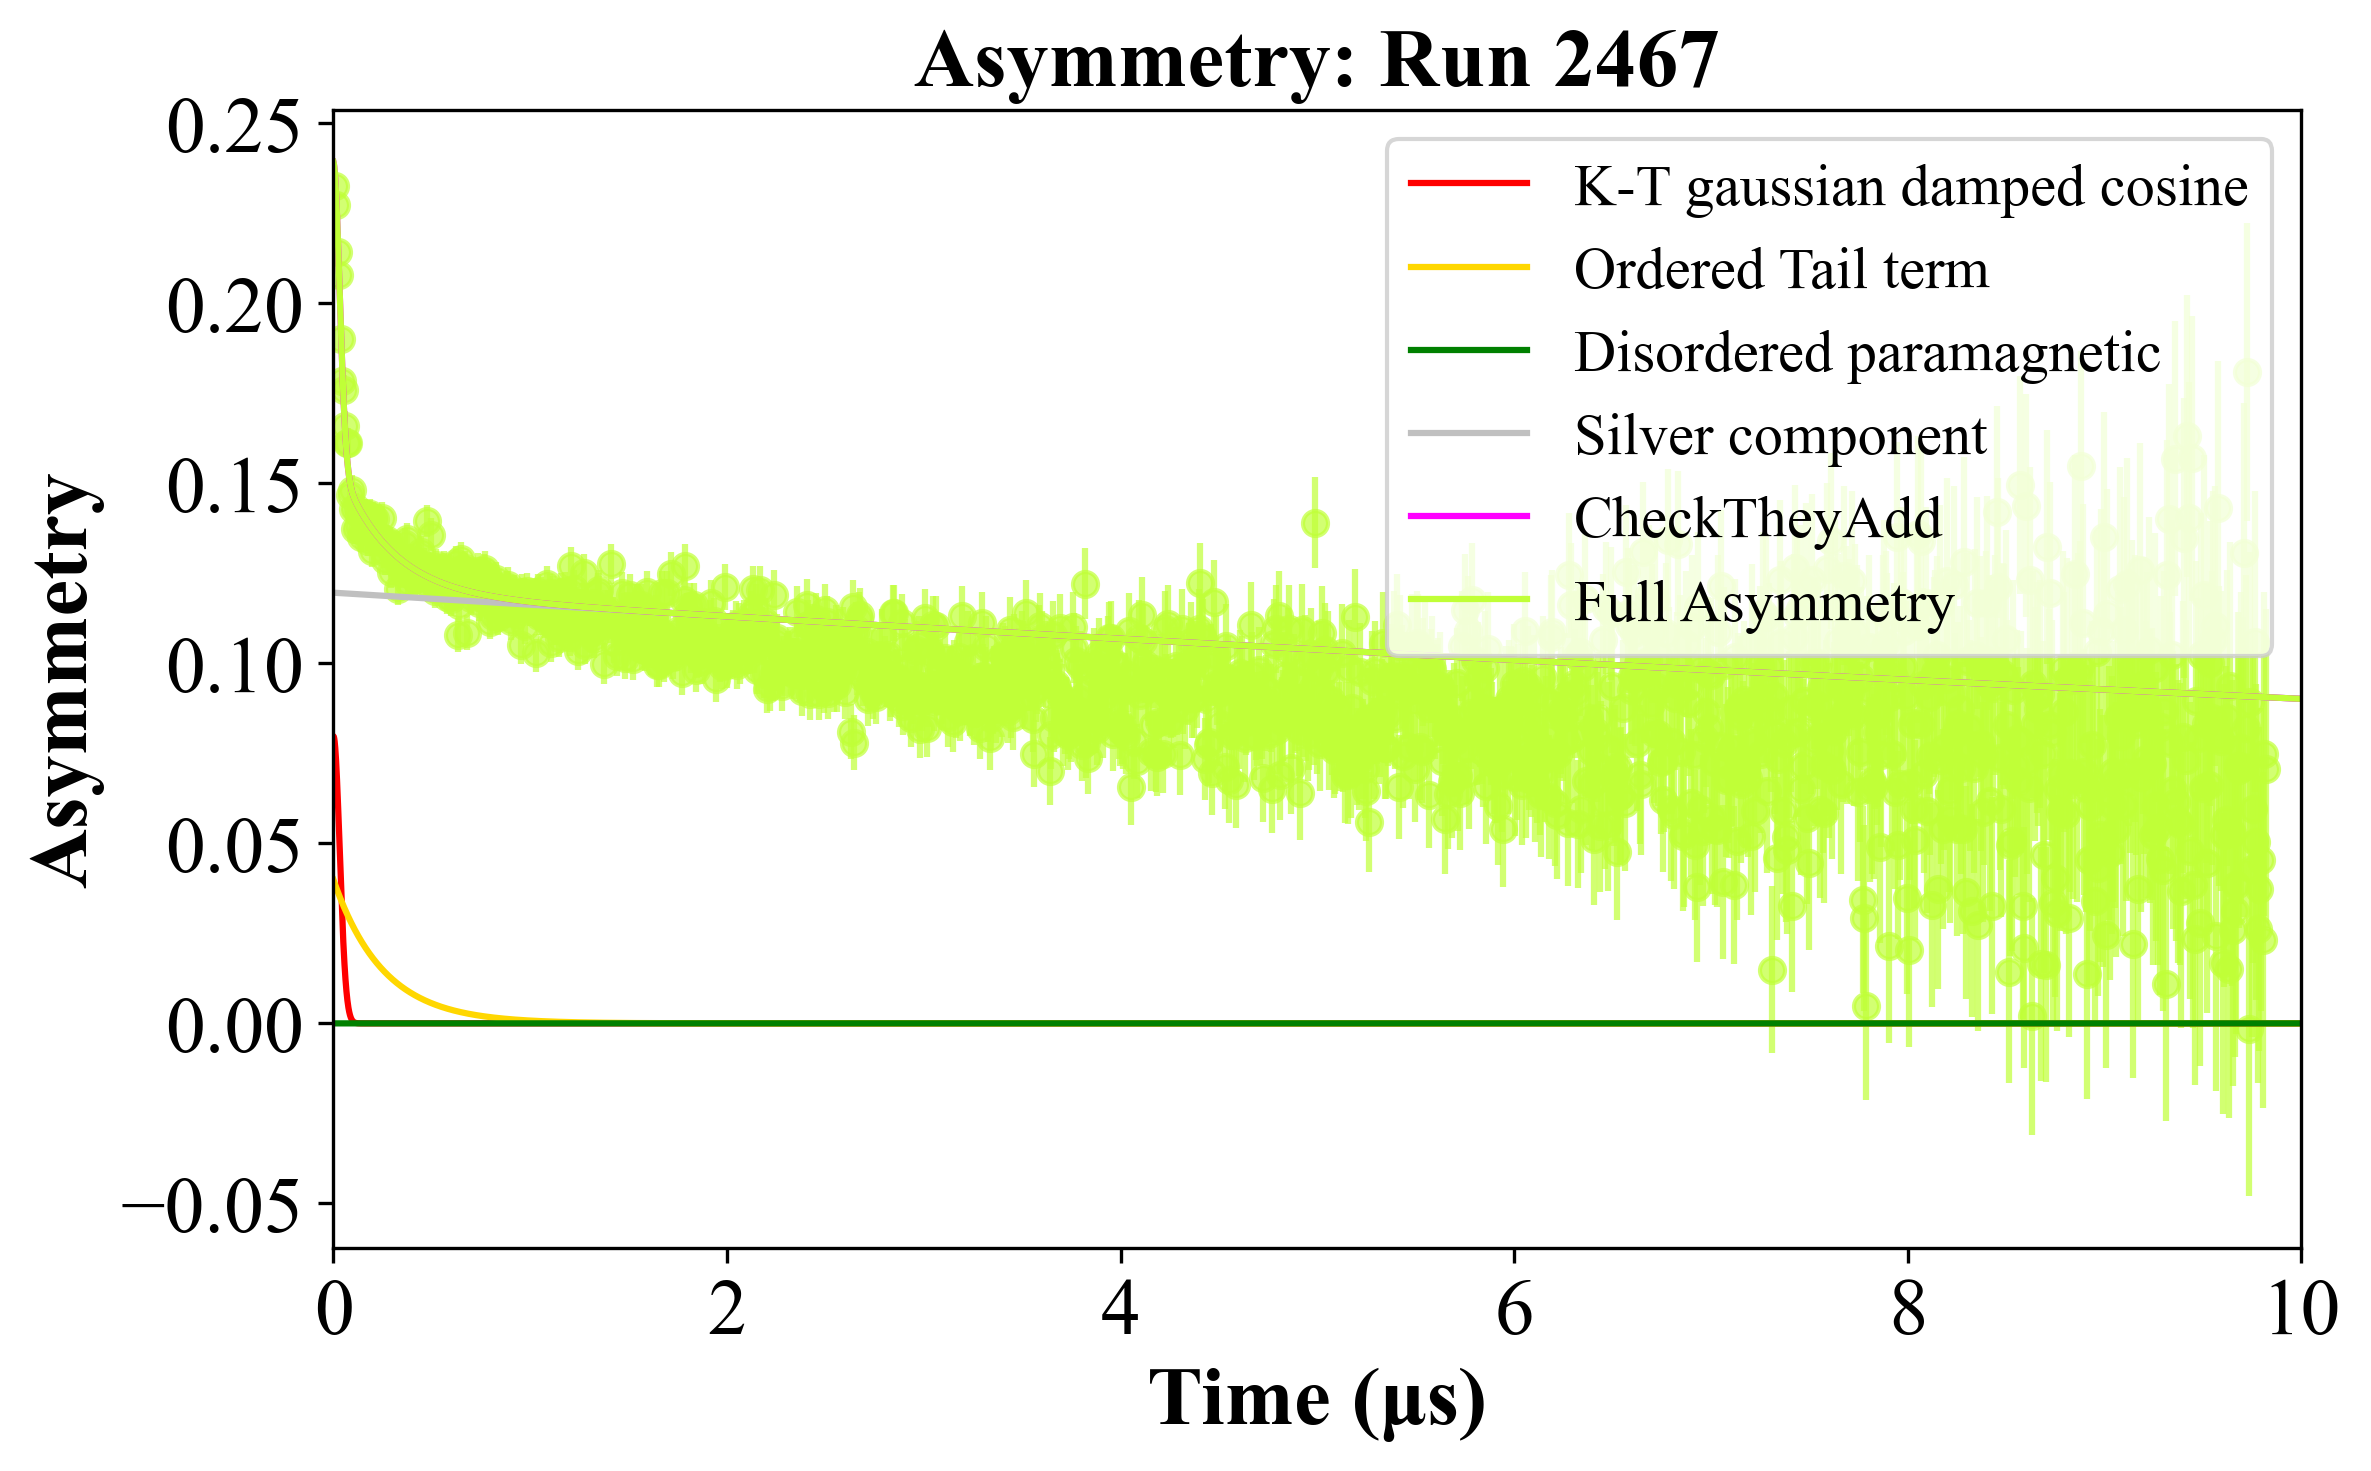 Asymmetry: Run 2467
Asymmetry
0.25
0.20
0.15
0.10
0.05
0.00
−0.05
K-T gaussian damped cosine
Ordered Tail term
Disordered paramagnetic
Silver component
CheckTheyAdd
Full Asymmetry
0 2 4 6 8 10
Time (μs)